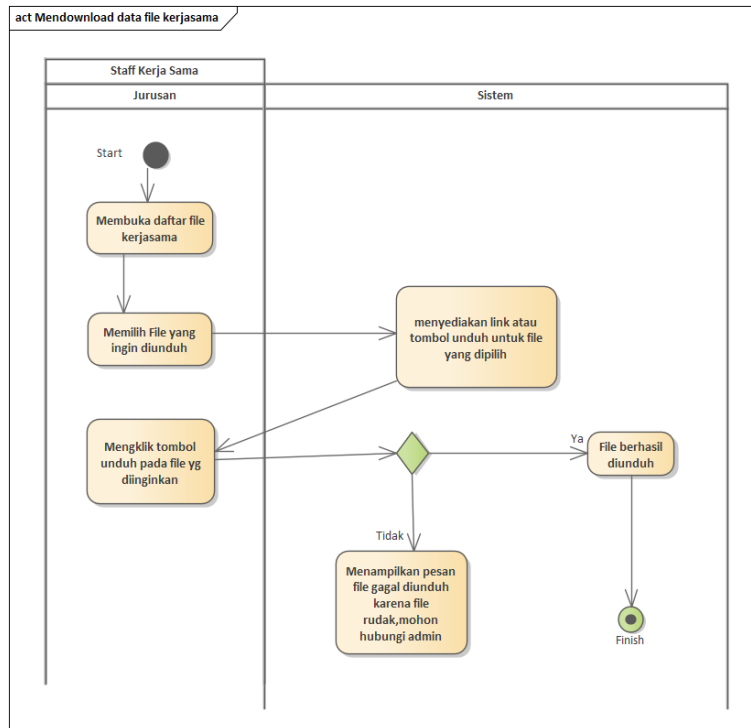 act Mendownload data file kerjasama
Staff Kerja Sama
Jurusan
Sistem
Start
Membuka daftar file
kerjasama
Memilih File yang
ingin diunduh
menyediakan link atau
tombol unduh untuk file
yang dipilih
Mengklik tombol
unduh pada file yg
diinginkan
Ya
File berhasil
diunduh
Tidak
Menampilkan pesan
file gagal diunduh
karena file
rudak,mohon
hubungi admin
Finish